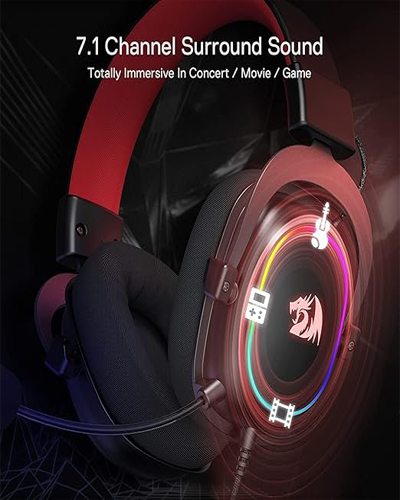 7.1 Channel Surround Sound
Totally Immersive In Concert / Movie / Game